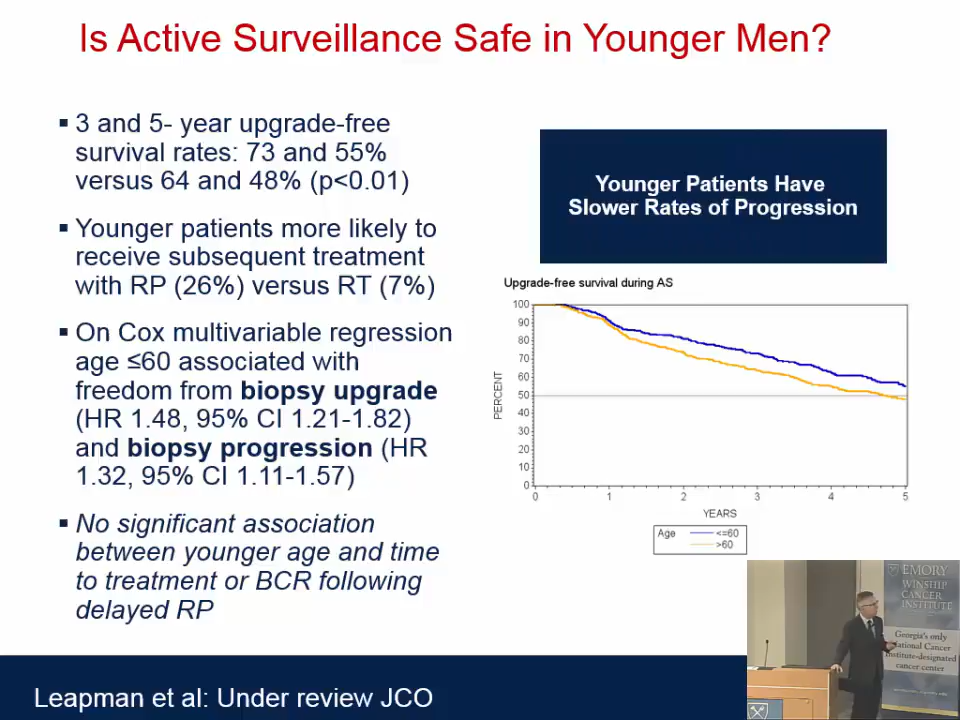 Is Active Surveillance Safe in Younger Men?
▪ 3 and 5- year upgrade-free
survival rates: 73 and 55%
versus 64 and 48% (p<0.01)
▪ Younger patients more likely to
receive subsequent treatment
with RP (26%) versus RT (7%)
▪ On Cox multivariable regression
age ≤60 associated with
freedom from biopsy upgrade
(HR 1.48, 95% CI 1.21-1.82)
and biopsy progression (HR
1.32, 95% CI 1.11-1.57)
▪ No significant association
between younger age and time
to treatment or BCR following
delayed RP
Younger Patients Have
Slower Rates of Progression
Upgrade-free survival during AS
100
90
80
70
60
50
40
30
20
10
0
PERCENT
0 1 2 3 4 5
YEARS
Age <=60
>60
EMORY
WINSHIP
CANCER
INSTITUTE
Georgia's only
National Cancer
Institute-designated
cancer center
Leapman et al: Under review JCO